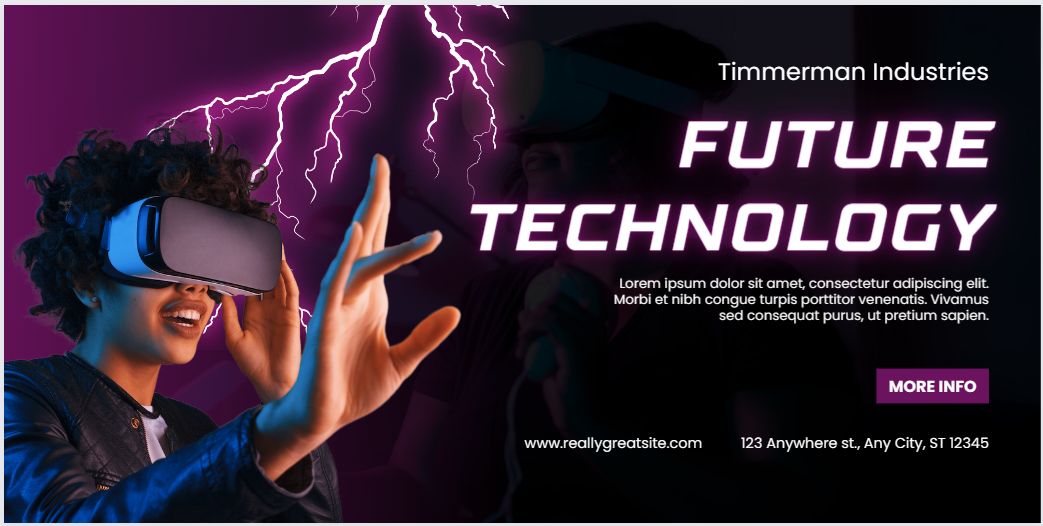 Timmerman Industries
FUTURE
TECHNOLOGY
Lorem ipsum dolor sit amet, consectetur adipiscing elit.
Morbi et nibh congue turpis porttitor venenatis. Vivamus
sed consequat purus, ut pretium sapien.
MORE INFO
www.reallygreatsite.com 123 Anywhere st., Any City, ST 12345